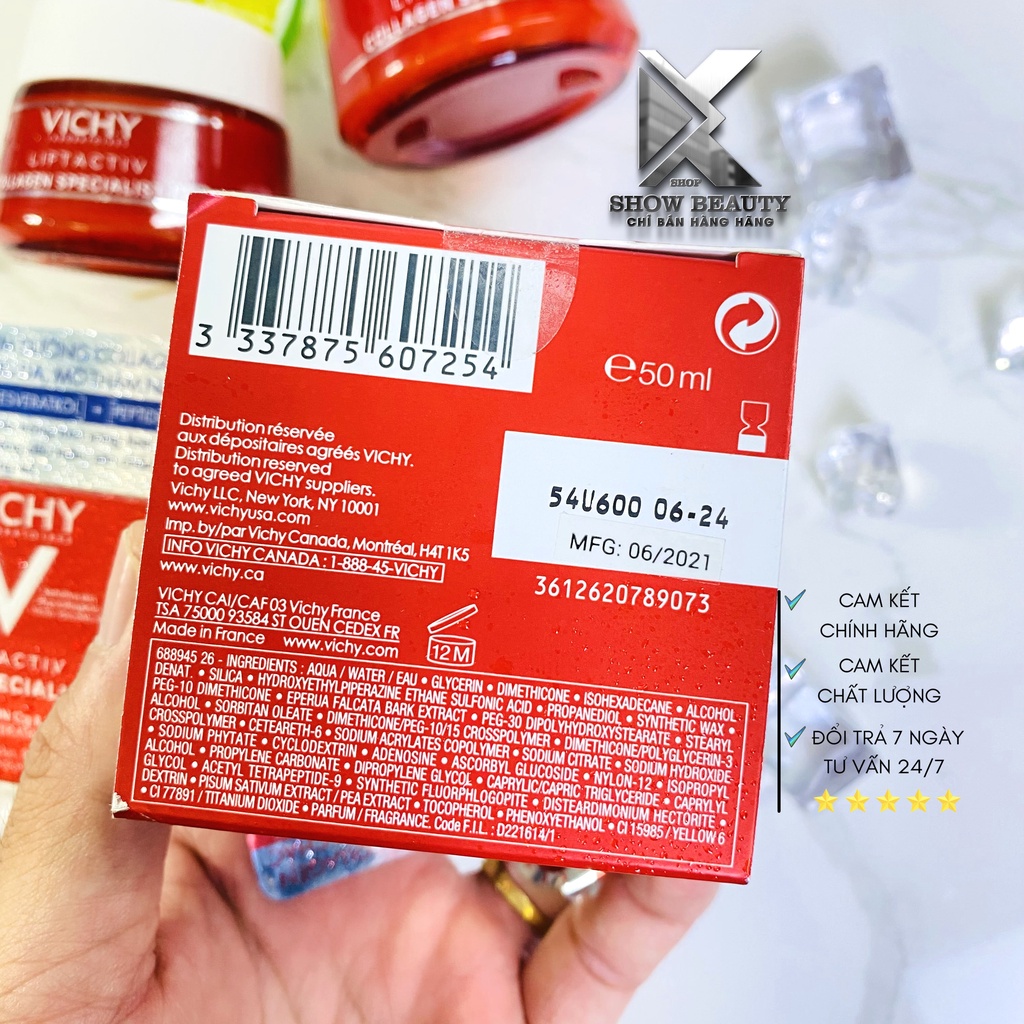 VICHY
LIFTACTIV
COLLAGEN SPECIALIST
SHOP
SHOW BEAUTY
CHỈ BÁN HÀNG HÃNG
3 337875 607254
℮50 ml
Distribution réservée
aux dépositaires agréés VICHY.
Distribution reserved
to agreed VICHY suppliers.
Vichy LLC, New York, NY 10001
www.vichyusa.com
Imp. by/par Vichy Canada, Montréal, H4T 1K5
INFO VICHY CANADA : 1-888-45-VICHY
www.vichy.ca
54U600 06-24
MFG: 06/2021
3612620789073
VICHY CAI/CAF 03 Vichy France
TSA 75000 93584 ST OUEN CEDEX FR
Made in France www.vichy.com
12 M
688945 26 - INGREDIENTS : AQUA / WATER / EAU • GLYCERIN • DIMETHICONE • ISOHEXADECANE • ALCOHOL
DENAT. • SILICA • HYDROXYETHYLPIPERAZINE ETHANE SULFONIC ACID • PROPANEDIOL • SYNTHETIC WAX •
PEG-10 DIMETHICONE • EPERUA FALCATA BARK EXTRACT • PEG-30 DIPOLYHYDROXYSTEARATE • STEARYL
ALCOHOL • SORBITAN OLEATE • DIMETHICONE/PEG-10/15 CROSSPOLYMER • DIMETHICONE/POLYGLYCERIN-3
CROSSPOLYMER • CETEARETH-6 • SODIUM ACRYLATES COPOLYMER • SODIUM CITRATE • SODIUM HYDROXIDE
• SODIUM PHYTATE • CYCLODEXTRIN • ADENOSINE • ASCORBYL GLUCOSIDE • NYLON-12 • ISOPROPYL
ALCOHOL • PROPYLENE CARBONATE • DIPROPYLENE GLYCOL • CAPRYLIC/CAPRIC TRIGLYCERIDE • CAPRYLYL
GLYCOL • ACETYL TETRAPEPTIDE-9 • SYNTHETIC FLUORPHLOGOPITE • DISTEARDIMONIUM HECTORITE •
DEXTRIN • PISUM SATIVUM EXTRACT / PEA EXTRACT • TOCOPHEROL • PHENOXYETHANOL • CI 15985 / YELLOW 6
• CI 77891 / TITANIUM DIOXIDE • PARFUM / FRAGRANCE. Code F.I.L. : D221614/1
CAM KẾT
CHÍNH HÃNG
CAM KẾT
CHẤT LƯỢNG
ĐỔI TRẢ 7 NGÀY
TƯ VẤN 24/7